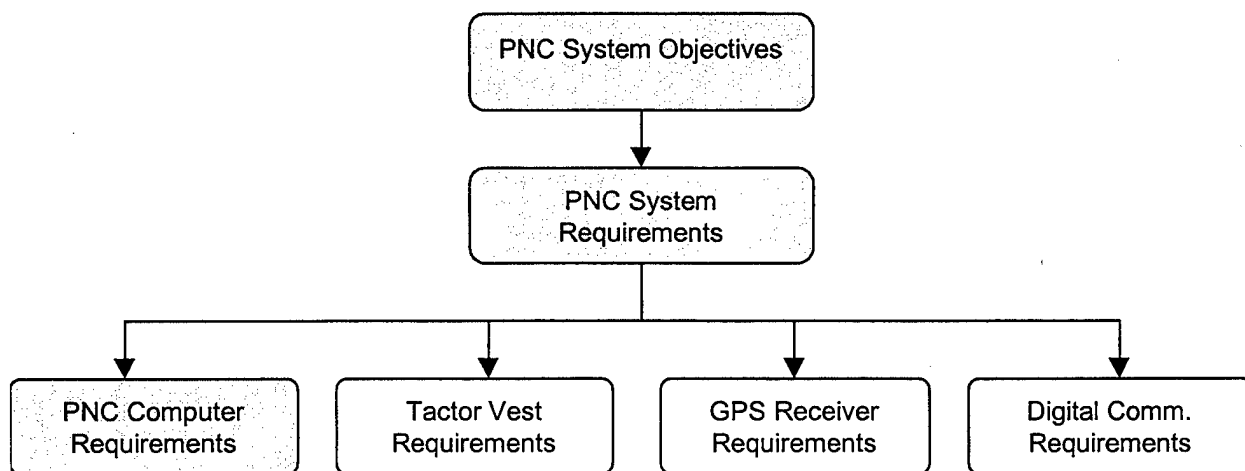 PNC System Objectives
PNC System
Requirements
PNC Computer
Requirements
Tactor Vest
Requirements
GPS Receiver
Requirements
Digital Comm.
Requirements